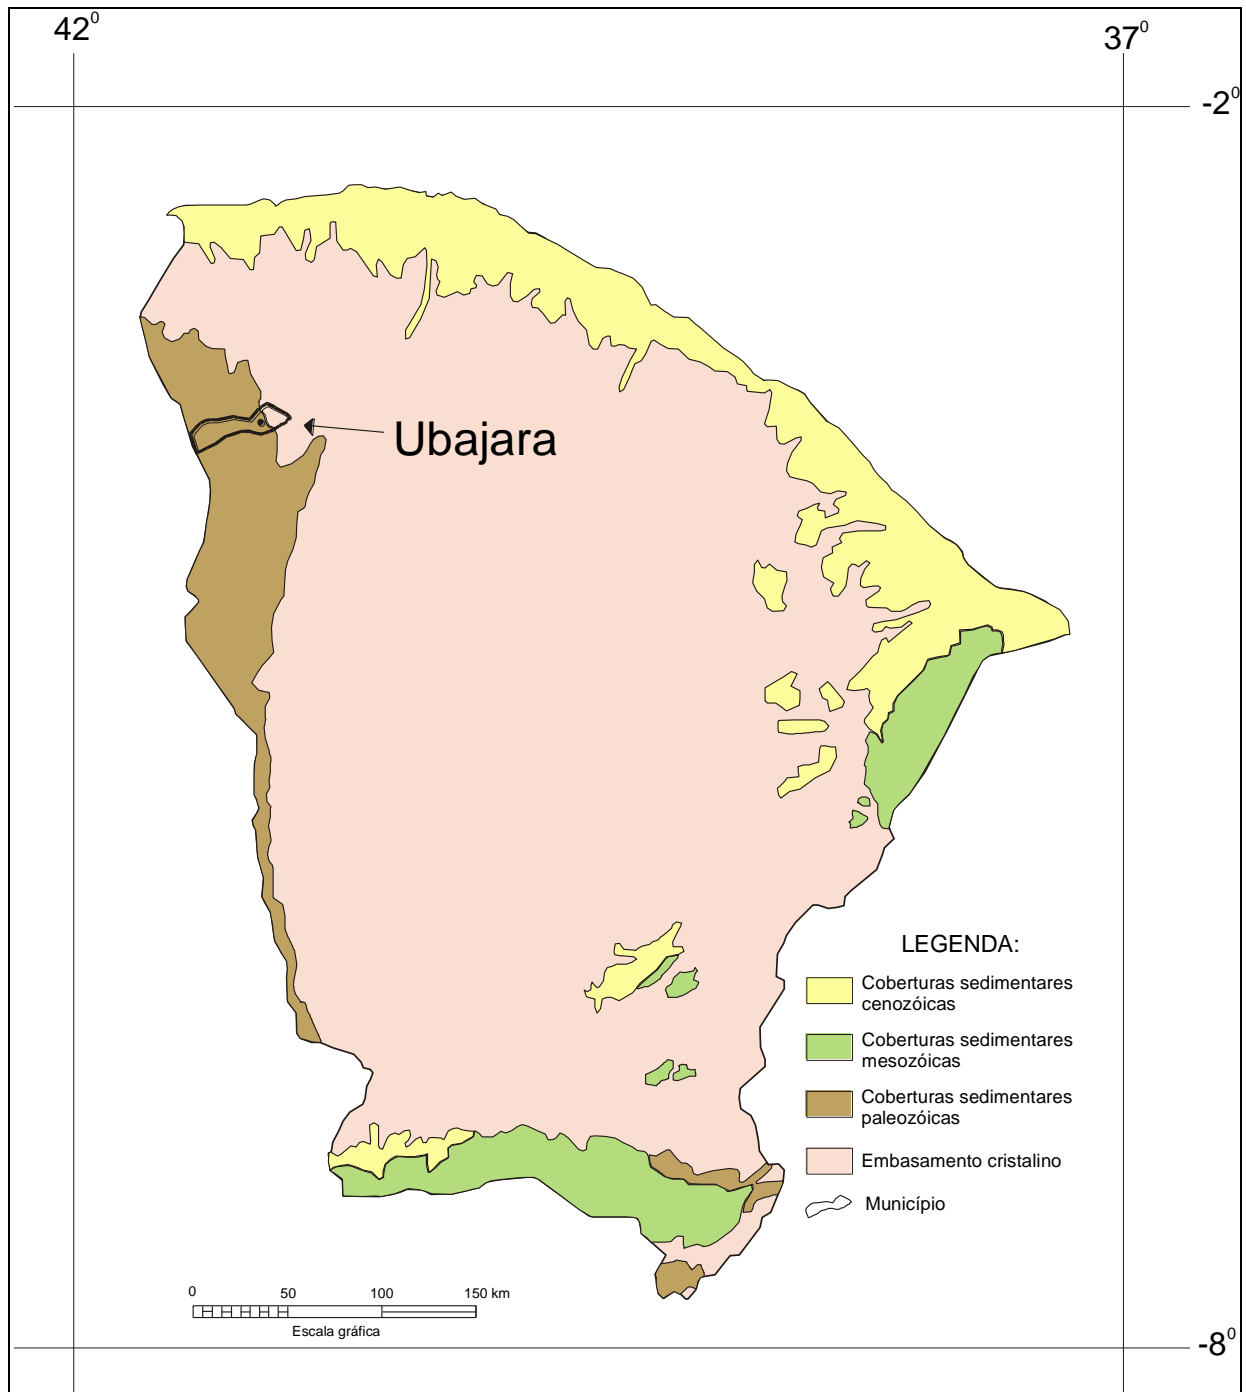 42⁰
37⁰
-2⁰
Ubajara
LEGENDA:
Coberturas sedimentares
cenozóicas
Coberturas sedimentares
mesozóicas
Coberturas sedimentares
paleozóicas
Embasamento cristalino
Município
0 50 100 150 km
Escala gráfica
-8⁰